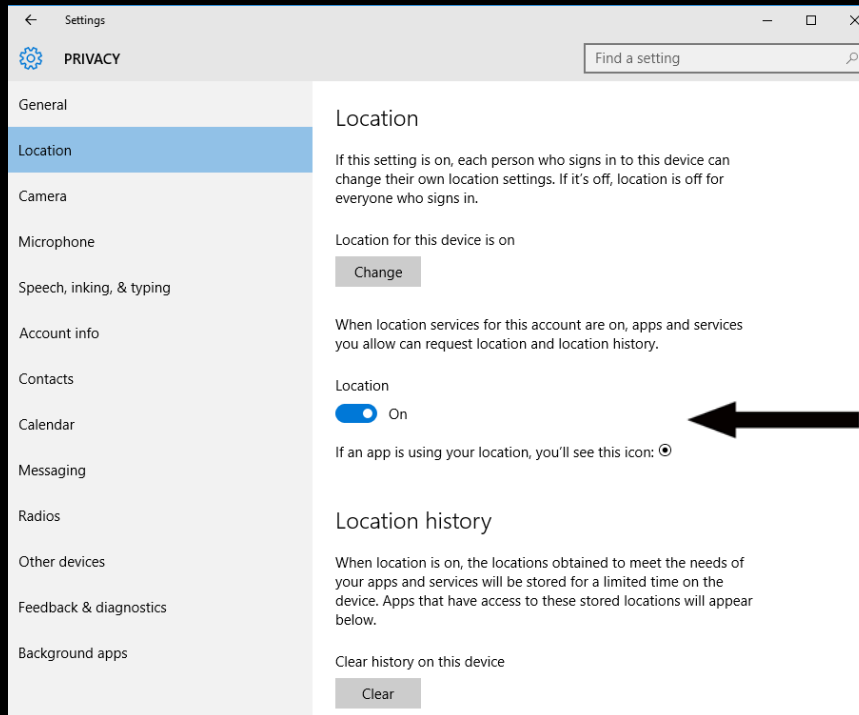 Settings
PRIVACY
Find a setting
General
Location
Camera
Microphone
Speech, inking, & typing
Account info
Contacts
Calendar
Messaging
Radios
Other devices
Feedback & diagnostics
Background apps
Location
If this setting is on, each person who signs in to this device can
change their own location settings. If it's off, location is off for
everyone who signs in.
Location for this device is on
Change
When location services for this account are on, apps and services
you allow can request location and location history.
Location
On
If an app is using your location, you'll see this icon:
Location history
When location is on, the locations obtained to meet the needs of
your apps and services will be stored for a limited time on the
device. Apps that have access to these stored locations will appear
below.
Clear history on this device
Clear